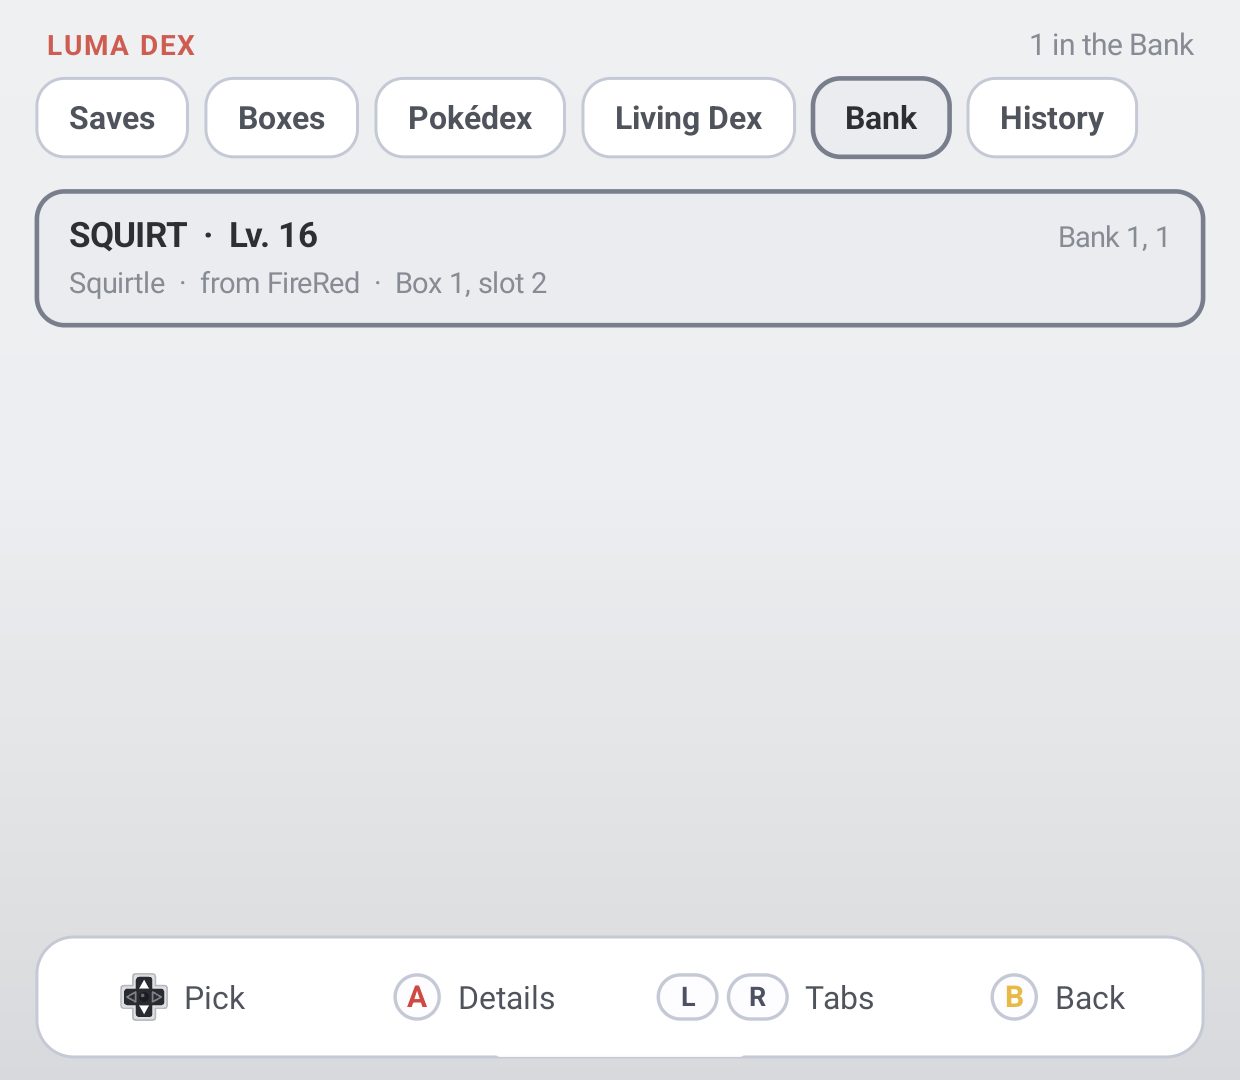 LUMA DEX
1 in the Bank
Saves
Boxes
Pokédex
Living Dex
Bank
History
SQUIRT · Lv. 16
Bank 1, 1
Squirtle · from FireRed · Box 1, slot 2
Pick
A Details
L R Tabs
B Back